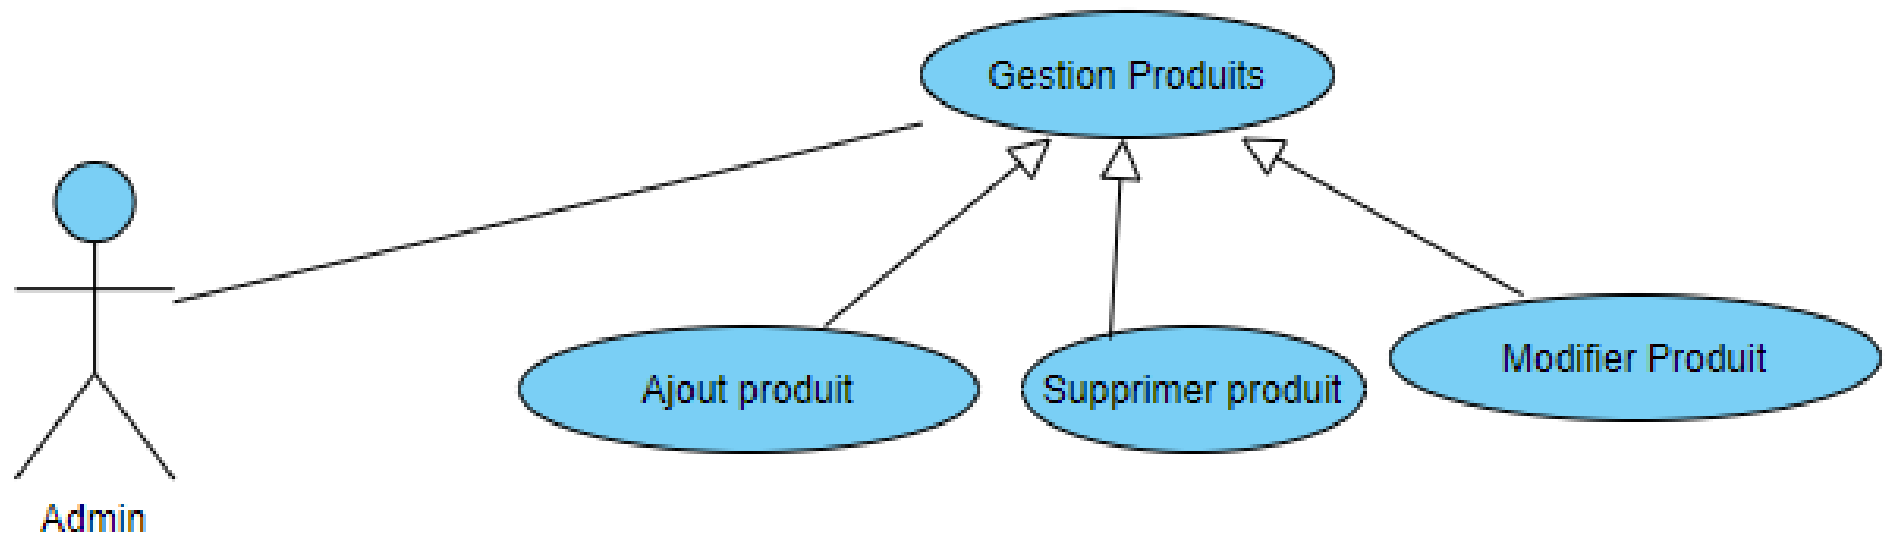 Gestion Produits
Ajout produit
Supprimer produit
Modifier Produit
Admin